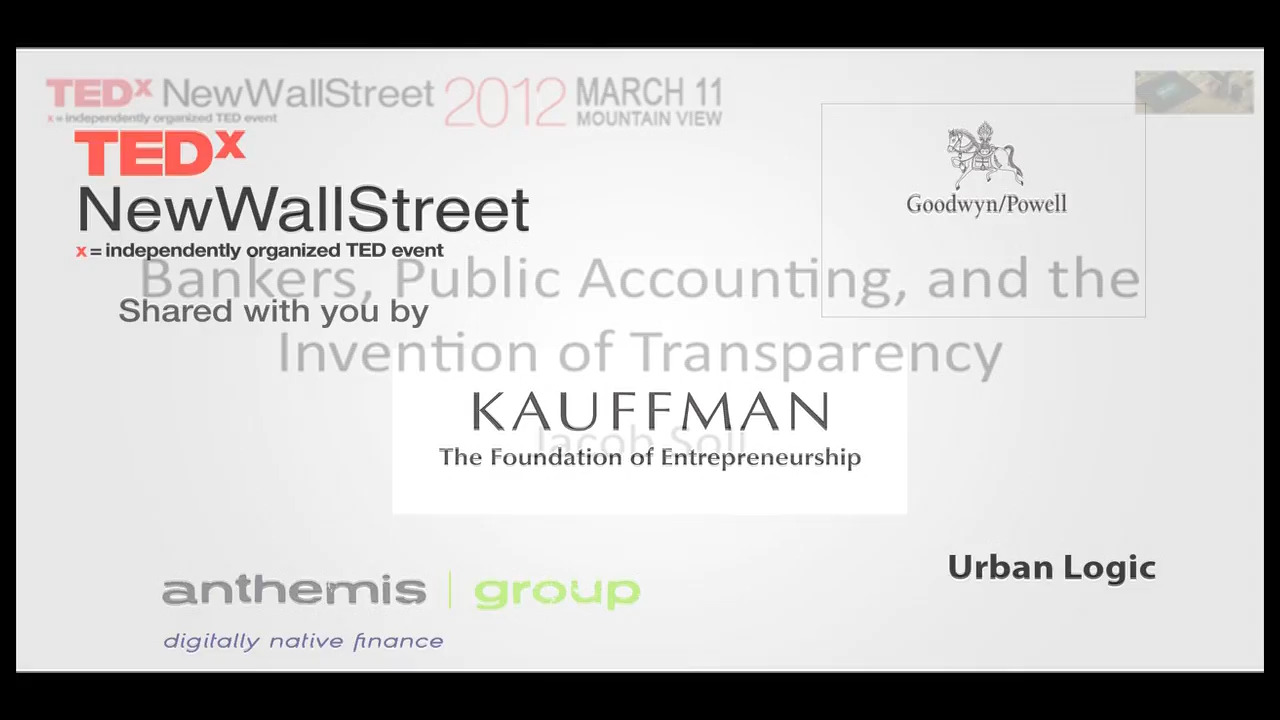 TEDx NewWallStreet 2012 MARCH 11
MOUNTAIN VIEW
x = independently organized TED event
TEDx
NewWallStreet
x = independently organized TED event
Goodwyn/Powell
Bankers, Public Accounting, and the
Shared with you by
Invention of Transparency
KAUFFMAN
Jacob Soll
The Foundation of Entrepreneurship
Urban Logic
anthemis | group
digitally native finance